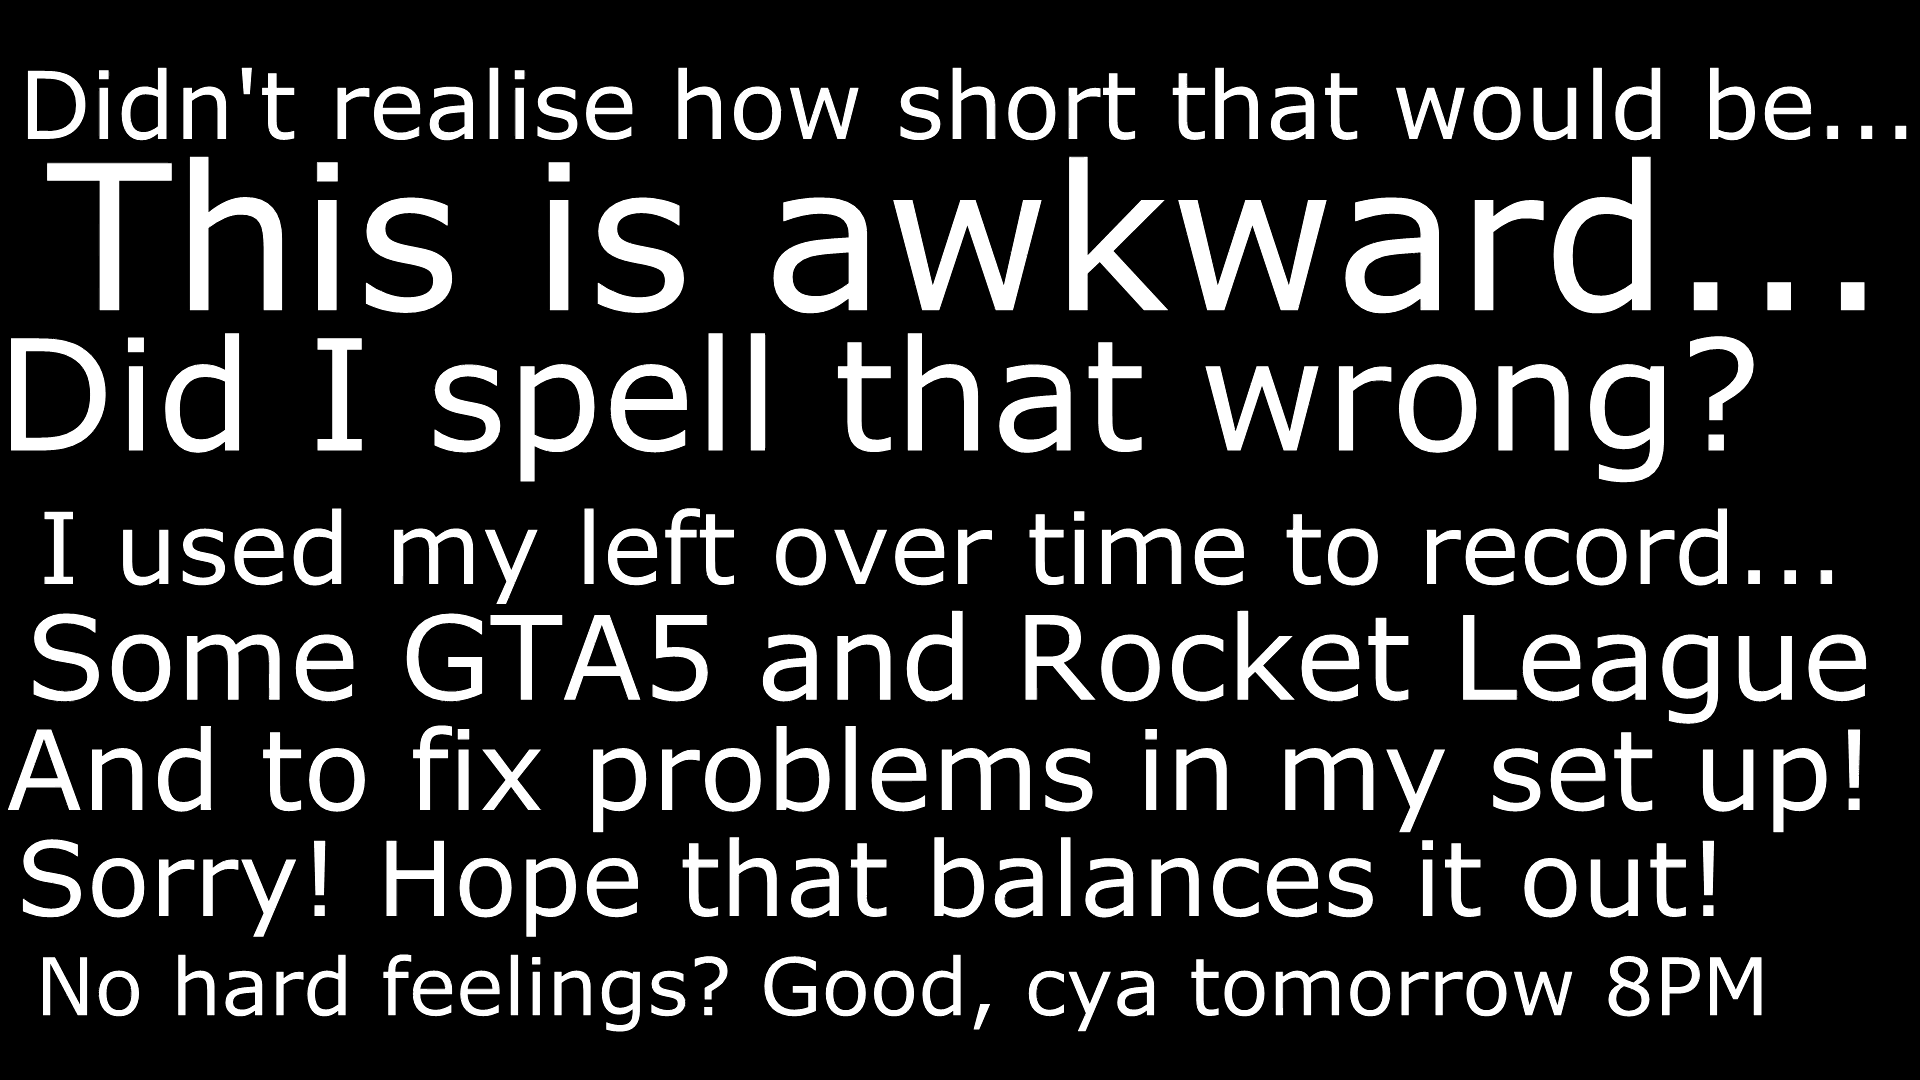 Didn't realise how short that would be...
This is awkward...
Did I spell that wrong?
I used my left over time to record...
Some GTA5 and Rocket League
And to fix problems in my set up!
Sorry! Hope that balances it out!
No hard feelings? Good, cya tomorrow 8PM